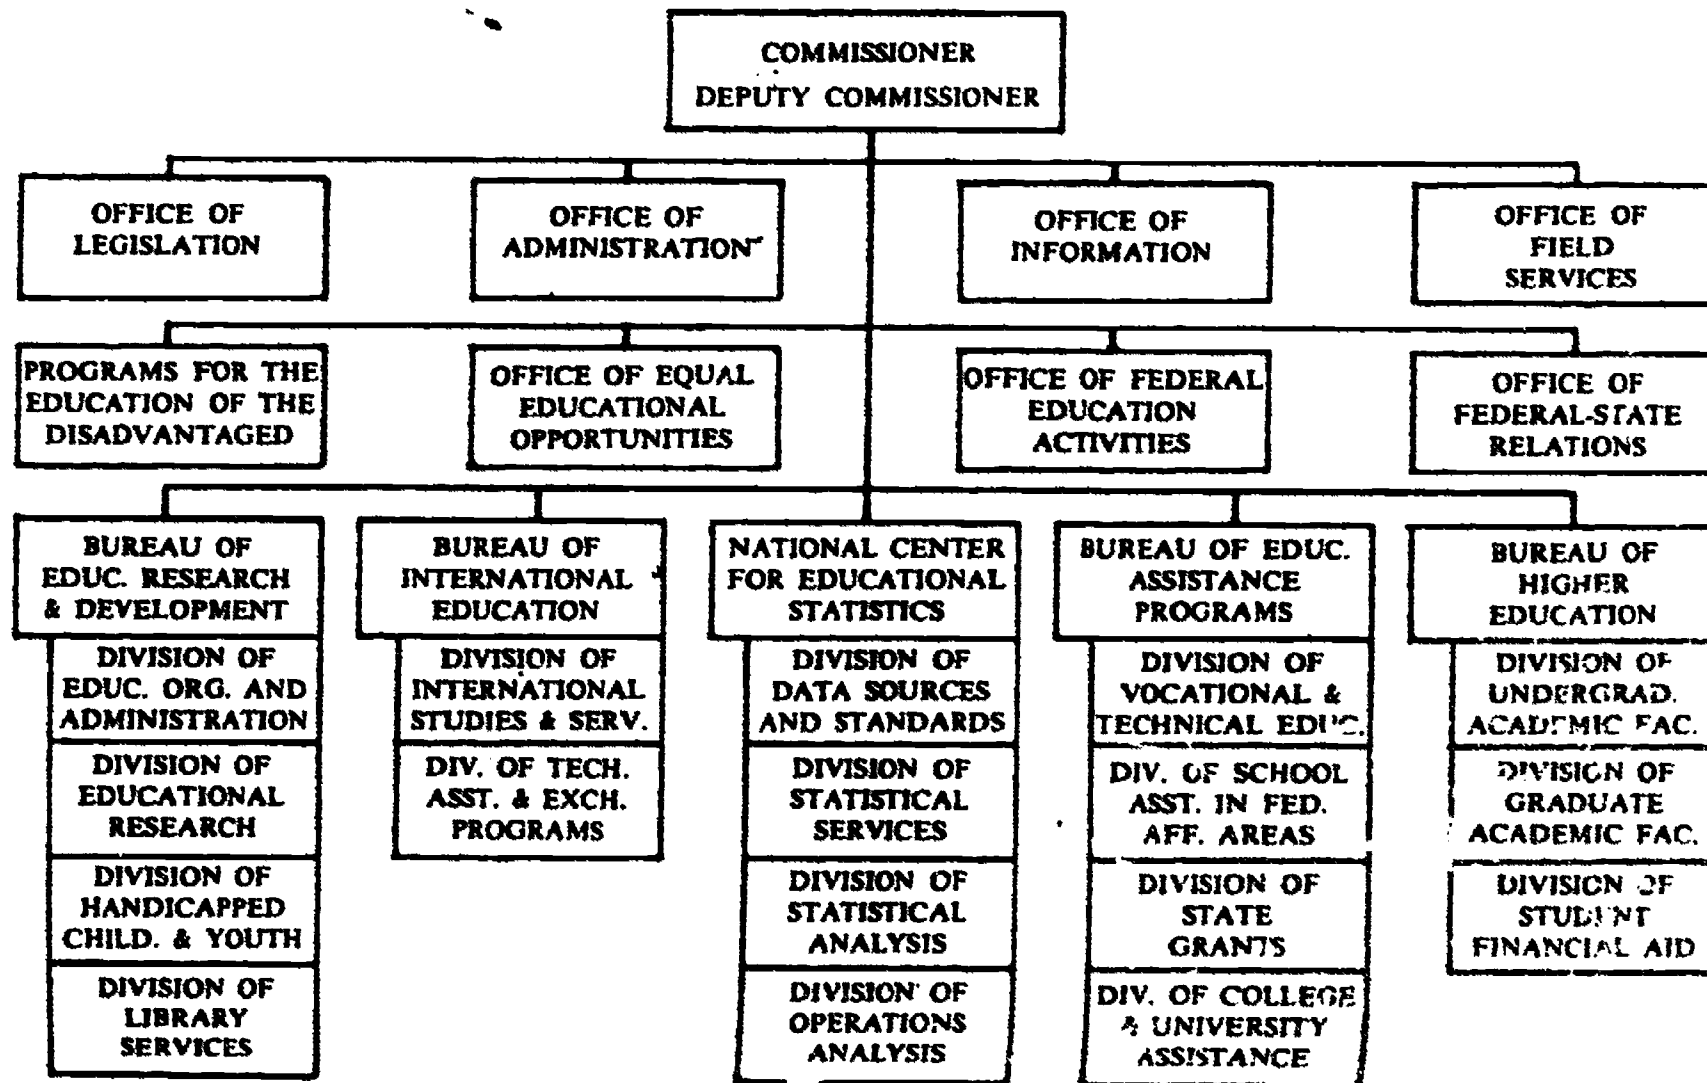 COMMISSIONER
DEPUTY COMMISSIONER
OFFICE OF
LEGISLATION
OFFICE OF
ADMINISTRATION
OFFICE OF
INFORMATION
OFFICE OF
FIELD
SERVICES
PROGRAMS FOR THE
EDUCATION OF THE
DISADVANTAGED
OFFICE OF EQUAL
EDUCATIONAL
OPPORTUNITIES
OFFICE OF FEDERAL
EDUCATION
ACTIVITIES
OFFICE OF
FEDERAL-STATE
RELATIONS
BUREAU OF
EDUC. RESEARCH
& DEVELOPMENT
DIVISION OF
EDUC. ORG. AND
ADMINISTRATION
DIVISION OF
EDUCATIONAL
RESEARCH
DIVISION OF
HANDICAPPED
CHILD. & YOUTH
DIVISION OF
LIBRARY
SERVICES
BUREAU OF
INTERNATIONAL
EDUCATION
DIVISION OF
INTERNATIONAL
STUDIES & SERV.
DIV. OF TECH.
ASST. & EXCH.
PROGRAMS
NATIONAL CENTER
FOR EDUCATIONAL
STATISTICS
DIVISION OF
DATA SOURCES
AND STANDARDS
DIVISION OF
STATISTICAL
SERVICES
DIVISION OF
STATISTICAL
ANALYSIS
DIVISION OF
OPERATIONS
ANALYSIS
BUREAU OF EDUC.
ASSISTANCE
PROGRAMS
DIVISION OF
VOCATIONAL &
TECHNICAL EDUC.
DIV. OF SCHOOL
ASST. IN FED.
AFF. AREAS
DIVISION OF
STATE
GRANTS
DIV. OF COLLEGE
& UNIVERSITY
ASSISTANCE
BUREAU OF
HIGHER
EDUCATION
DIVISION OF
UNDERGRAD.
ACADEMIC FAC.
DIVISION OF
GRADUATE
ACADEMIC FAC.
DIVISION OF
STUDENT
FINANCIAL AID